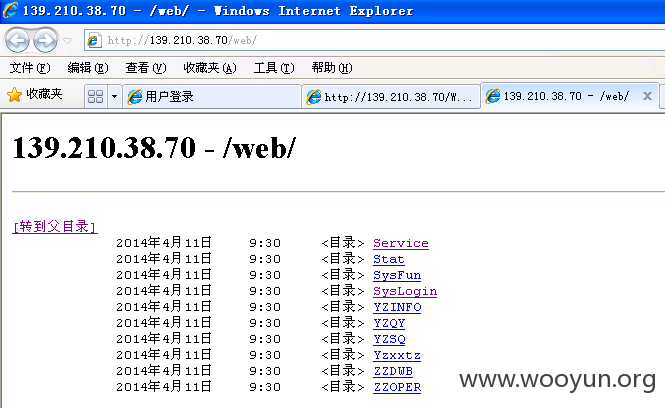 139.210.38.70 - /web/ - Windows Internet Explorer
http://139.210.38.70/web/
文件(F) 编辑(E) 查看(V) 收藏夹(A) 工具(T) 帮助(H)
收藏夹 用户登录 http://139.210.38.70/W... 139.210.38.70 - /web/
139.210.38.70 - /web/
[转到父目录]
2014年4月11日 9:30 <目录> Service
2014年4月11日 9:30 <目录> Stat
2014年4月11日 9:30 <目录> SysFun
2014年4月11日 9:30 <目录> SysLogin
2014年4月11日 9:30 <目录> YZINFO
2014年4月11日 9:30 <目录> YZQY
2014年4月11日 9:30 <目录> YZSQ
2014年4月11日 9:30 <目录> Yzxxtz
2014年4月11日 9:30 <目录> ZZDWB
2014年4月11日 9:30 <目录> ZZOPER
www.wooyun.org